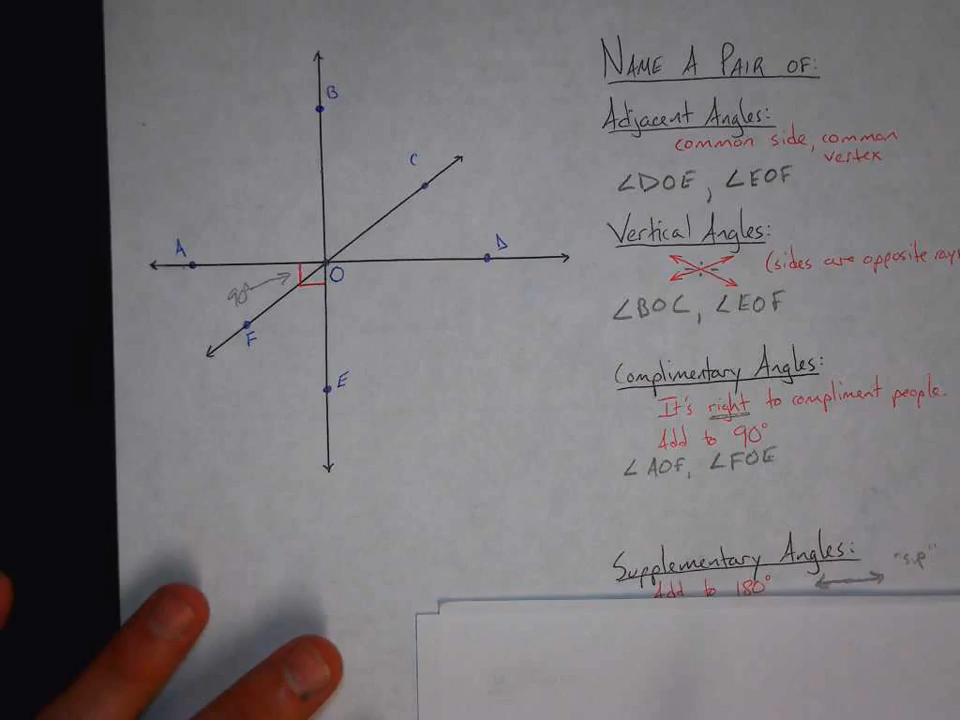 NAME A PAIR OF:
Adjacent Angles:
common side, common
vertex
∠DOE, ∠EOF
Vertical Angles:
(sides are opposite rays
∠BOC, ∠EOF
Complimentary Angles:
It's right to compliment people.
Add to 90°
∠AOF, ∠FOE
Supplementary Angles:
Add to 180°
B
C
A
D
O
90°
F
E